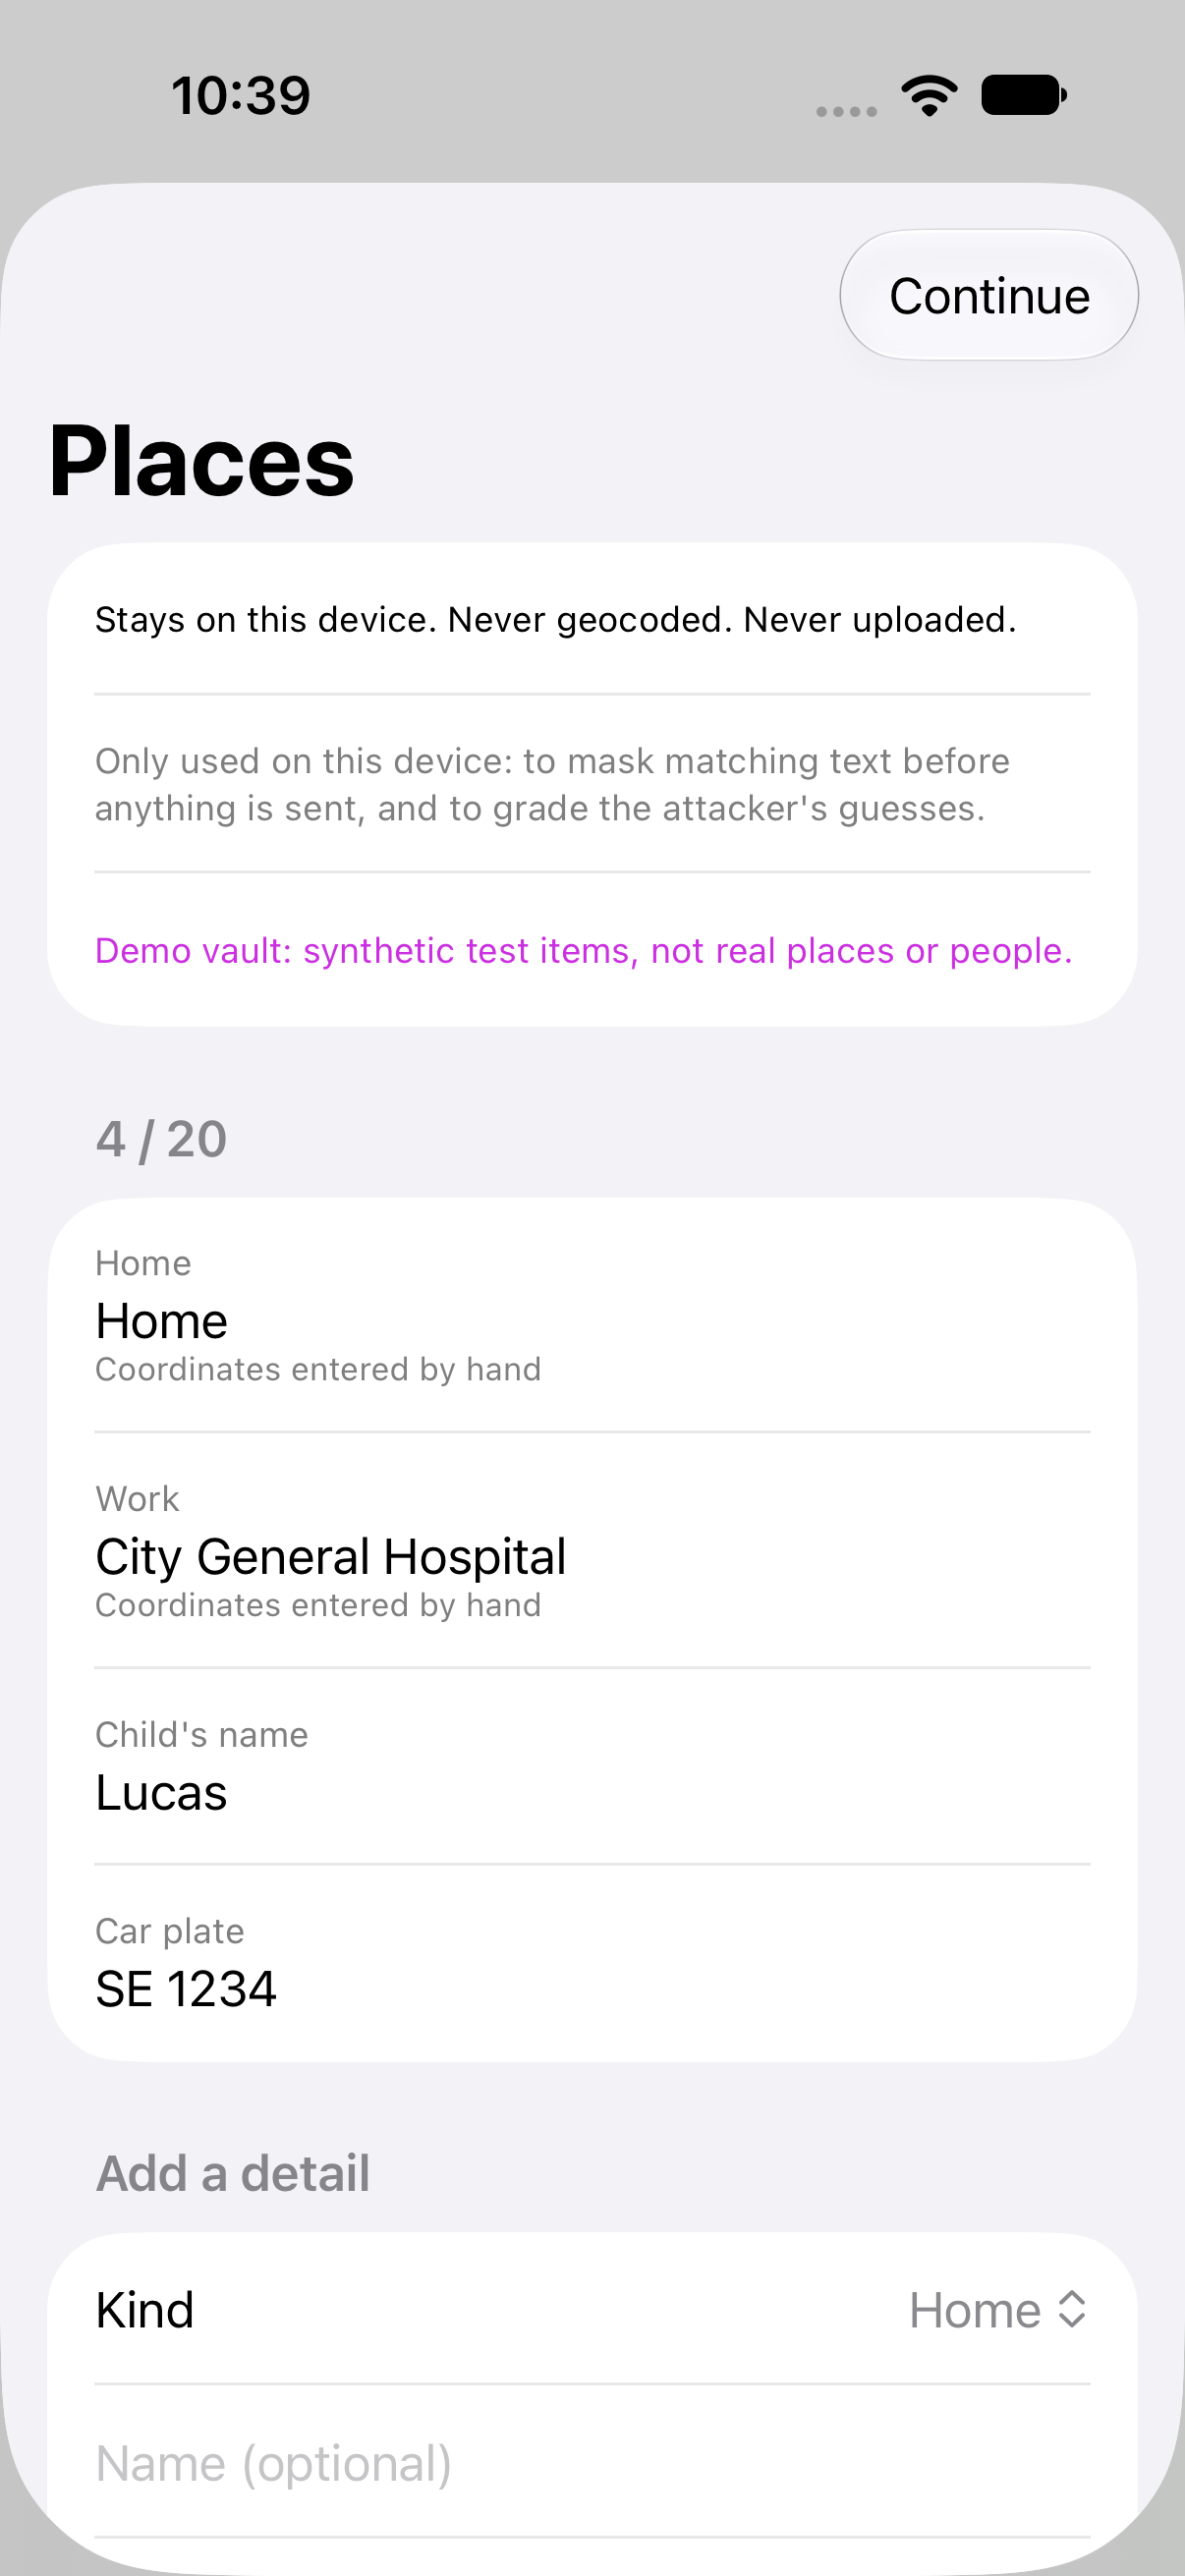 10:39
Continue
Places
Stays on this device. Never geocoded. Never uploaded.
Only used on this device: to mask matching text before
anything is sent, and to grade the attacker's guesses.
Demo vault: synthetic test items, not real places or people.
4 / 20
Home
Home
Coordinates entered by hand
Work
City General Hospital
Coordinates entered by hand
Child's name
Lucas
Car plate
SE 1234
Add a detail
Kind Home
Name (optional)